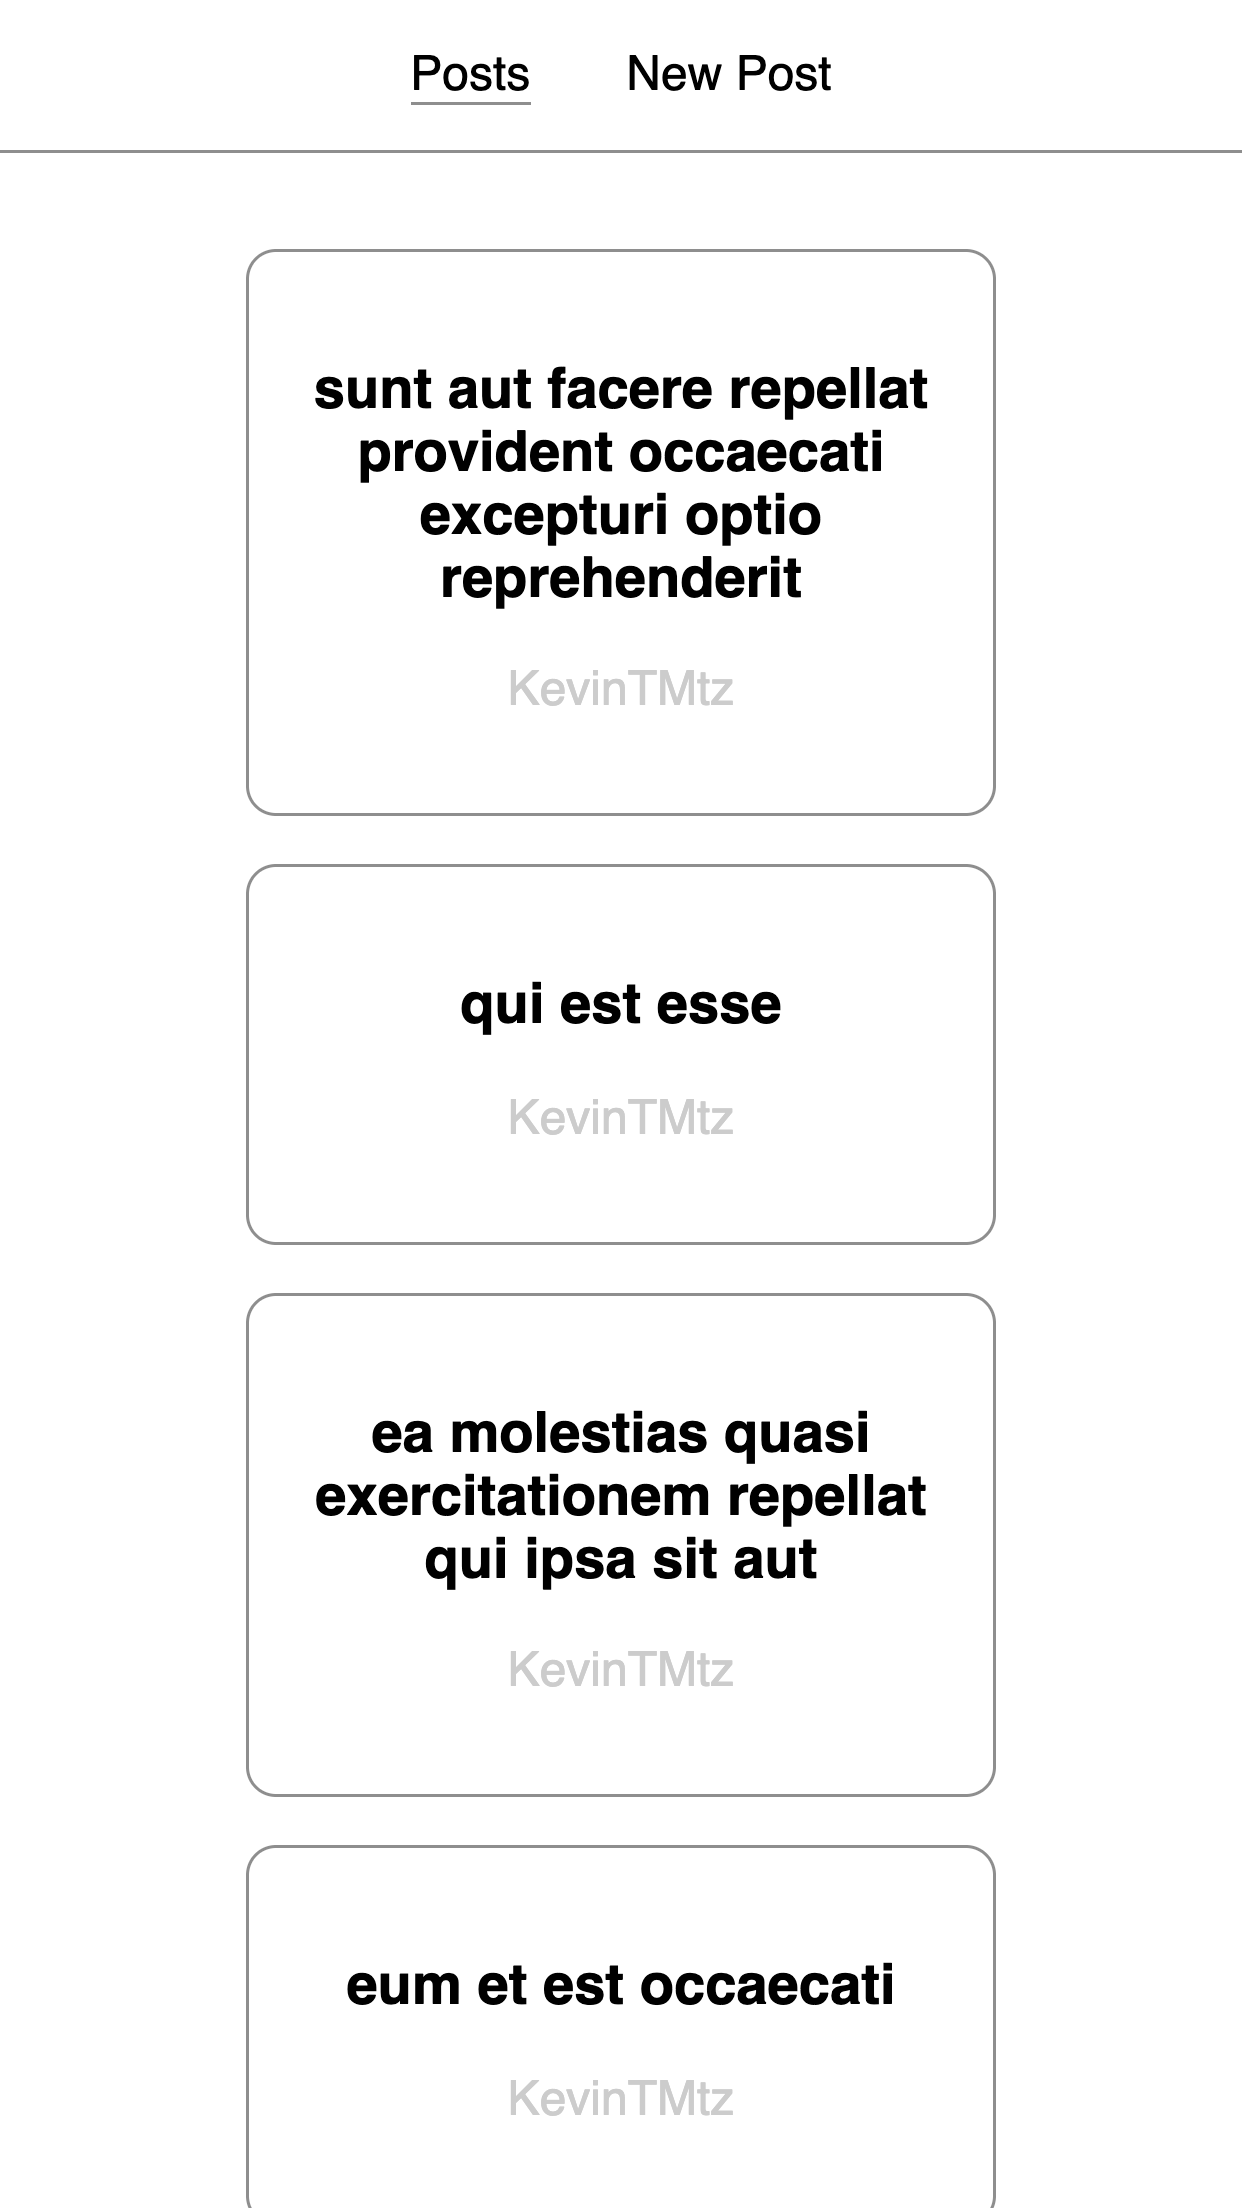 Posts New Post
sunt aut facere repellat
provident occaecati
excepturi optio
reprehenderit
KevinTMtz
qui est esse
KevinTMtz
ea molestias quasi
exercitationem repellat
qui ipsa sit aut
KevinTMtz
eum et est occaecati
KevinTMtz